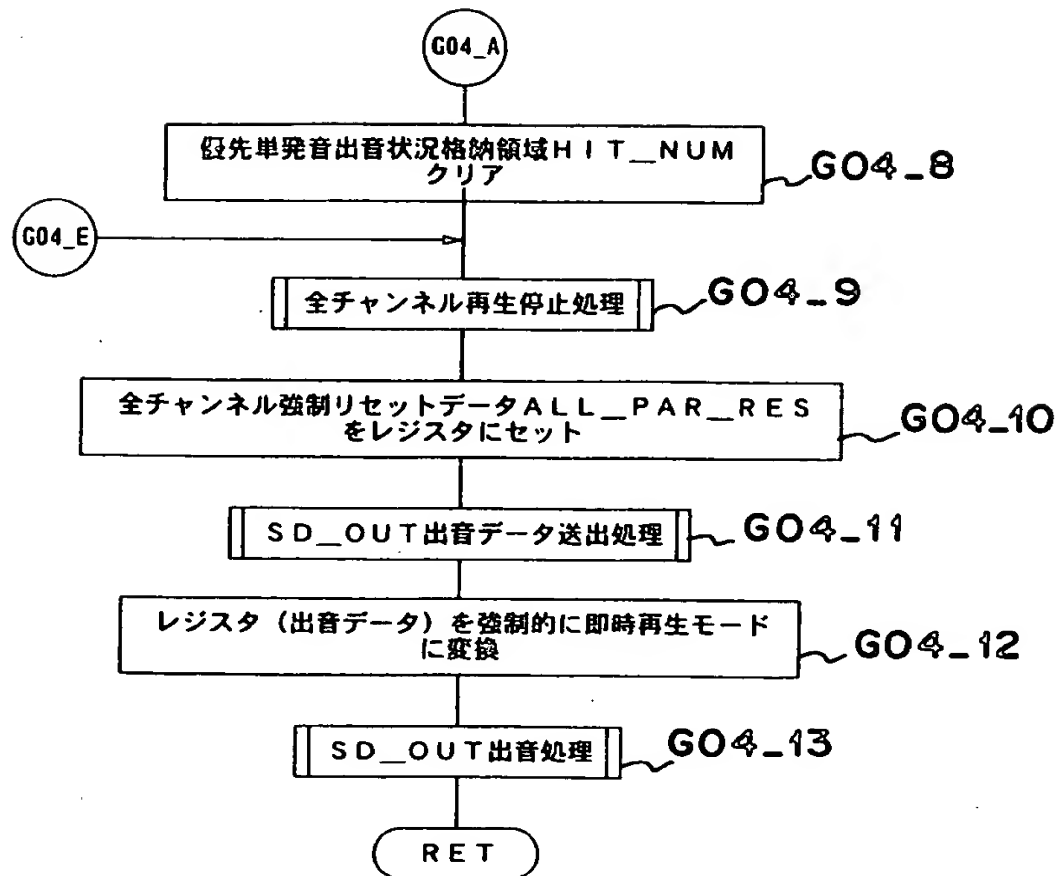 G04_A
優先単発音出音状況格納領域HIT_NUM
クリア
G04_8
G04_E
全チャンネル再生停止処理
G04_9
全チャンネル強制リセットデータALL_PAR_RES
をレジスタにセット
G04_10
SD_OUT出音データ送出処理
G04_11
レジスタ（出音データ）を強制的に即時再生モード
に変換
G04_12
SD_OUT出音処理
G04_13
RET